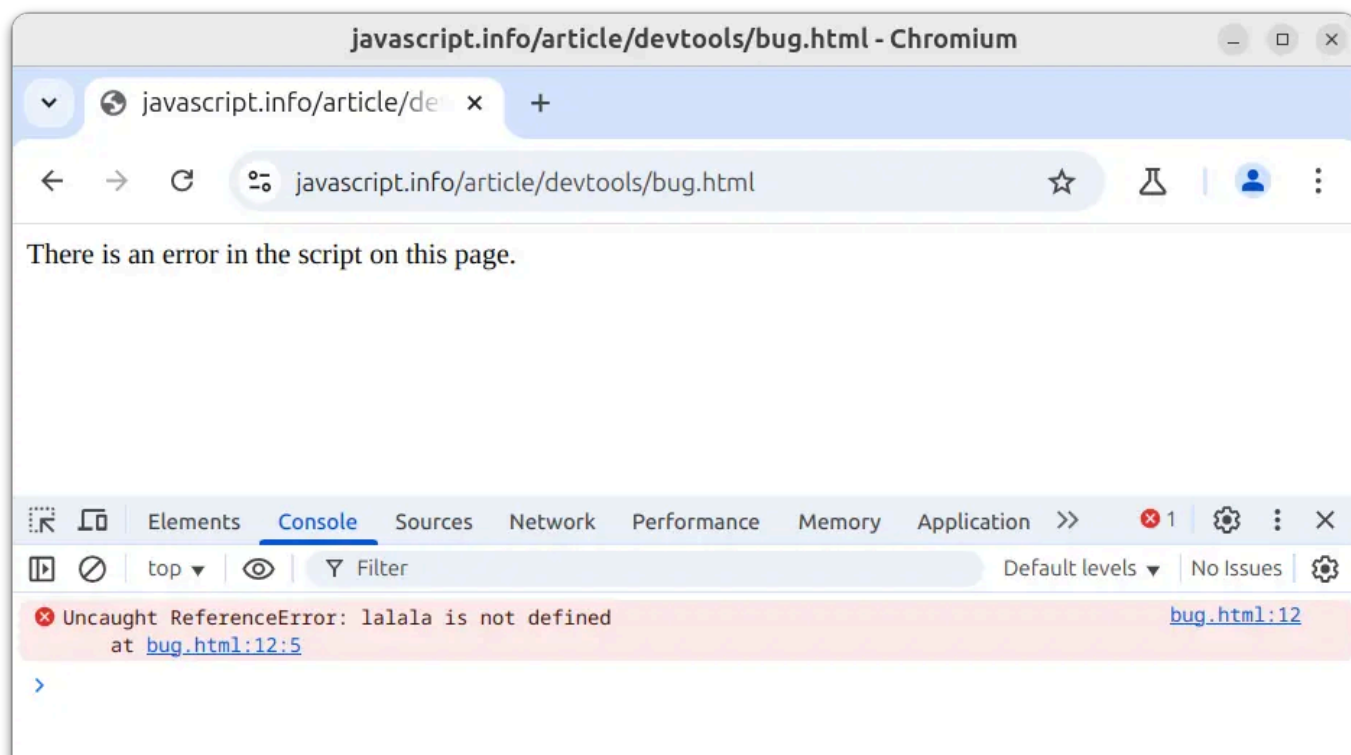 javascript.info/article/devtools/bug.html - Chromium
javascript.info/article/de
javascript.info/article/devtools/bug.html
There is an error in the script on this page.
Elements Console Sources Network Performance Memory Application 1
top Filter Default levels No Issues
Uncaught ReferenceError: lalala is not defined bug.html:12
at bug.html:12:5